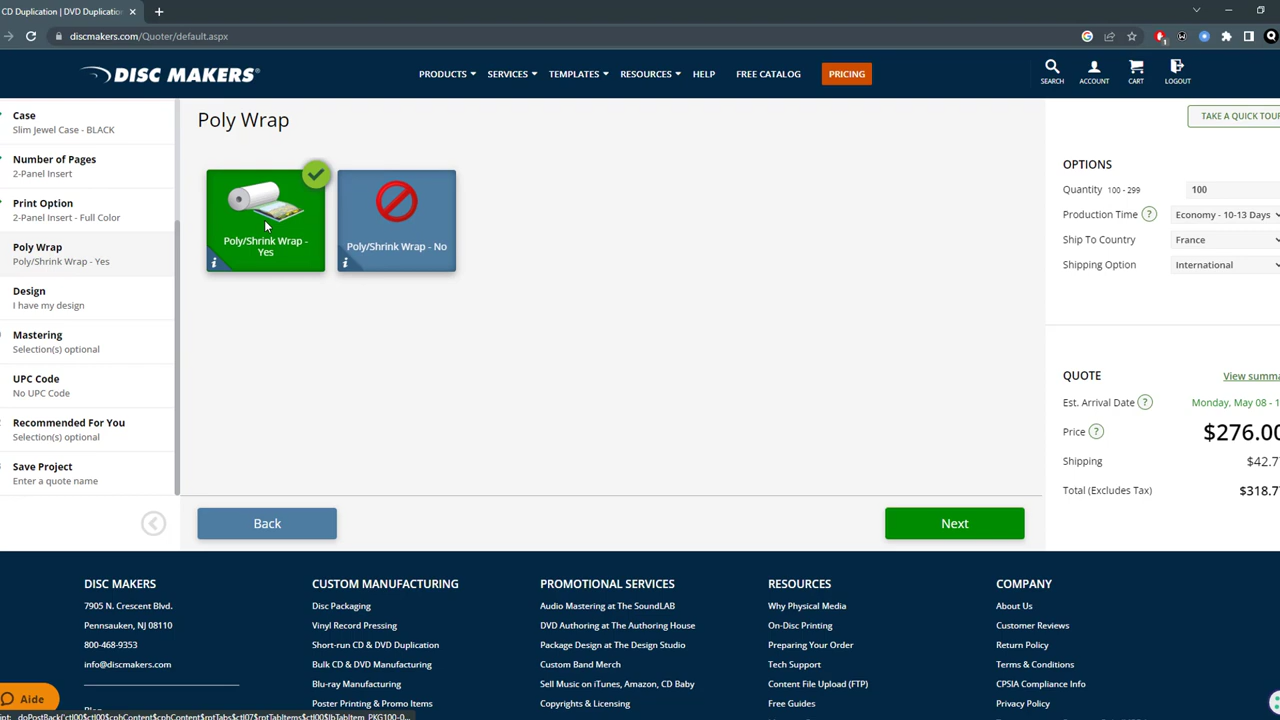 CD Duplication | DVD Duplication
discmakers.com/Quoter/default.aspx
DISC MAKERS
PRODUCTS
SERVICES
TEMPLATES
RESOURCES
HELP
FREE CATALOG
PRICING
SEARCH
ACCOUNT
CART
LOGOUT
Case
Slim Jewel Case - BLACK
Number of Pages
2-Panel Insert
Print Option
2-Panel Insert - Full Color
Poly Wrap
Poly/Shrink Wrap - Yes
Design
I have my design
Mastering
Selection(s) optional
UPC Code
No UPC Code
Recommended For You
Selection(s) optional
Save Project
Enter a quote name
Poly Wrap
Poly/Shrink Wrap -
Yes
Poly/Shrink Wrap - No
Back
Next
TAKE A QUICK TOUR
OPTIONS
Quantity 100 - 299
100
Production Time ?
Economy - 10-13 Days
Ship To Country
France
Shipping Option
International
QUOTE
View summa
Est. Arrival Date ?
Monday, May 08 - 1
Price ?
$276.00
Shipping
$42.7
Total (Excludes Tax)
$318.7
DISC MAKERS
7905 N. Crescent Blvd.
Pennsauken, NJ 08110
800-468-9353
info@discmakers.com
CUSTOM MANUFACTURING
Disc Packaging
Vinyl Record Pressing
Short-run CD & DVD Duplication
Bulk CD & DVD Manufacturing
Blu-ray Manufacturing
Poster Printing & Promo Items
PROMOTIONAL SERVICES
Audio Mastering at The SoundLAB
DVD Authoring at The Authoring House
Package Design at The Design Studio
Custom Band Merch
Sell Music on iTunes, Amazon, CD Baby
Copyrights & Licensing
RESOURCES
Why Physical Media
On-Disc Printing
Preparing Your Order
Tech Support
Content File Upload (FTP)
Free Guides
COMPANY
About Us
Customer Reviews
Return Policy
Terms & Conditions
CPSIA Compliance Info
Privacy Policy
Aide